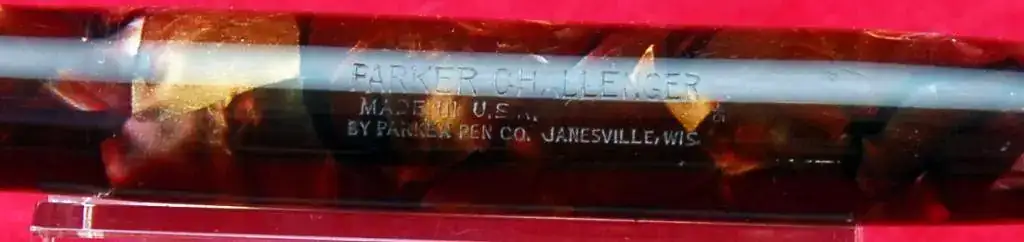 PARKER CHALLENGER
MADE IN U.S.A.
BY PARKER PEN CO. JANESVILLE, WIS.